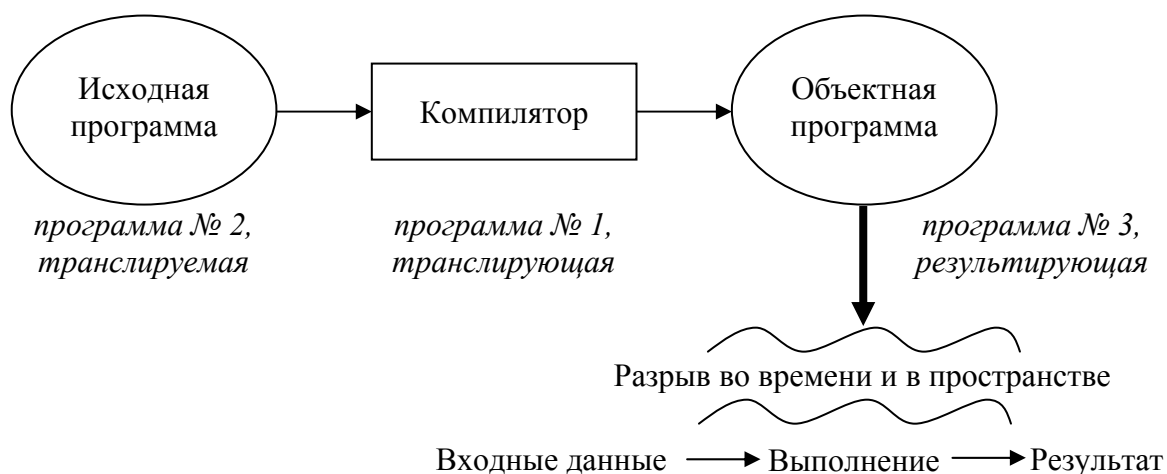 Исходная
программа
Компилятор
Объектная
программа
программа № 2,
транслируемая
программа № 1,
транслирующая
программа № 3,
результирующая
Разрыв во времени и в пространстве
Входные данные
Выполнение
Результат